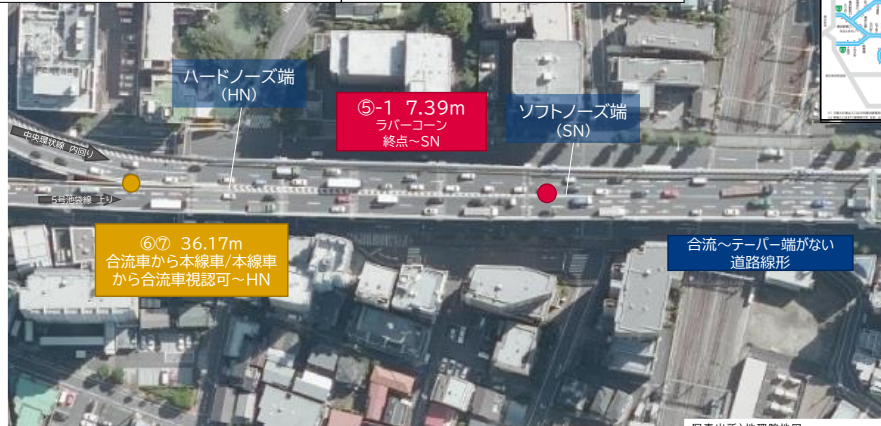 ハードノーズ端
(HN)
⑤-1 7.39m
ラバーコーン
終点～SN
ソフトノーズ端
(SN)
中央環状線 内回り
5号池袋線 上り
⑥⑦ 36.17m
合流車から本線車/本線車
から合流車視認可～HN
合流～テーパー端がない
道路線形